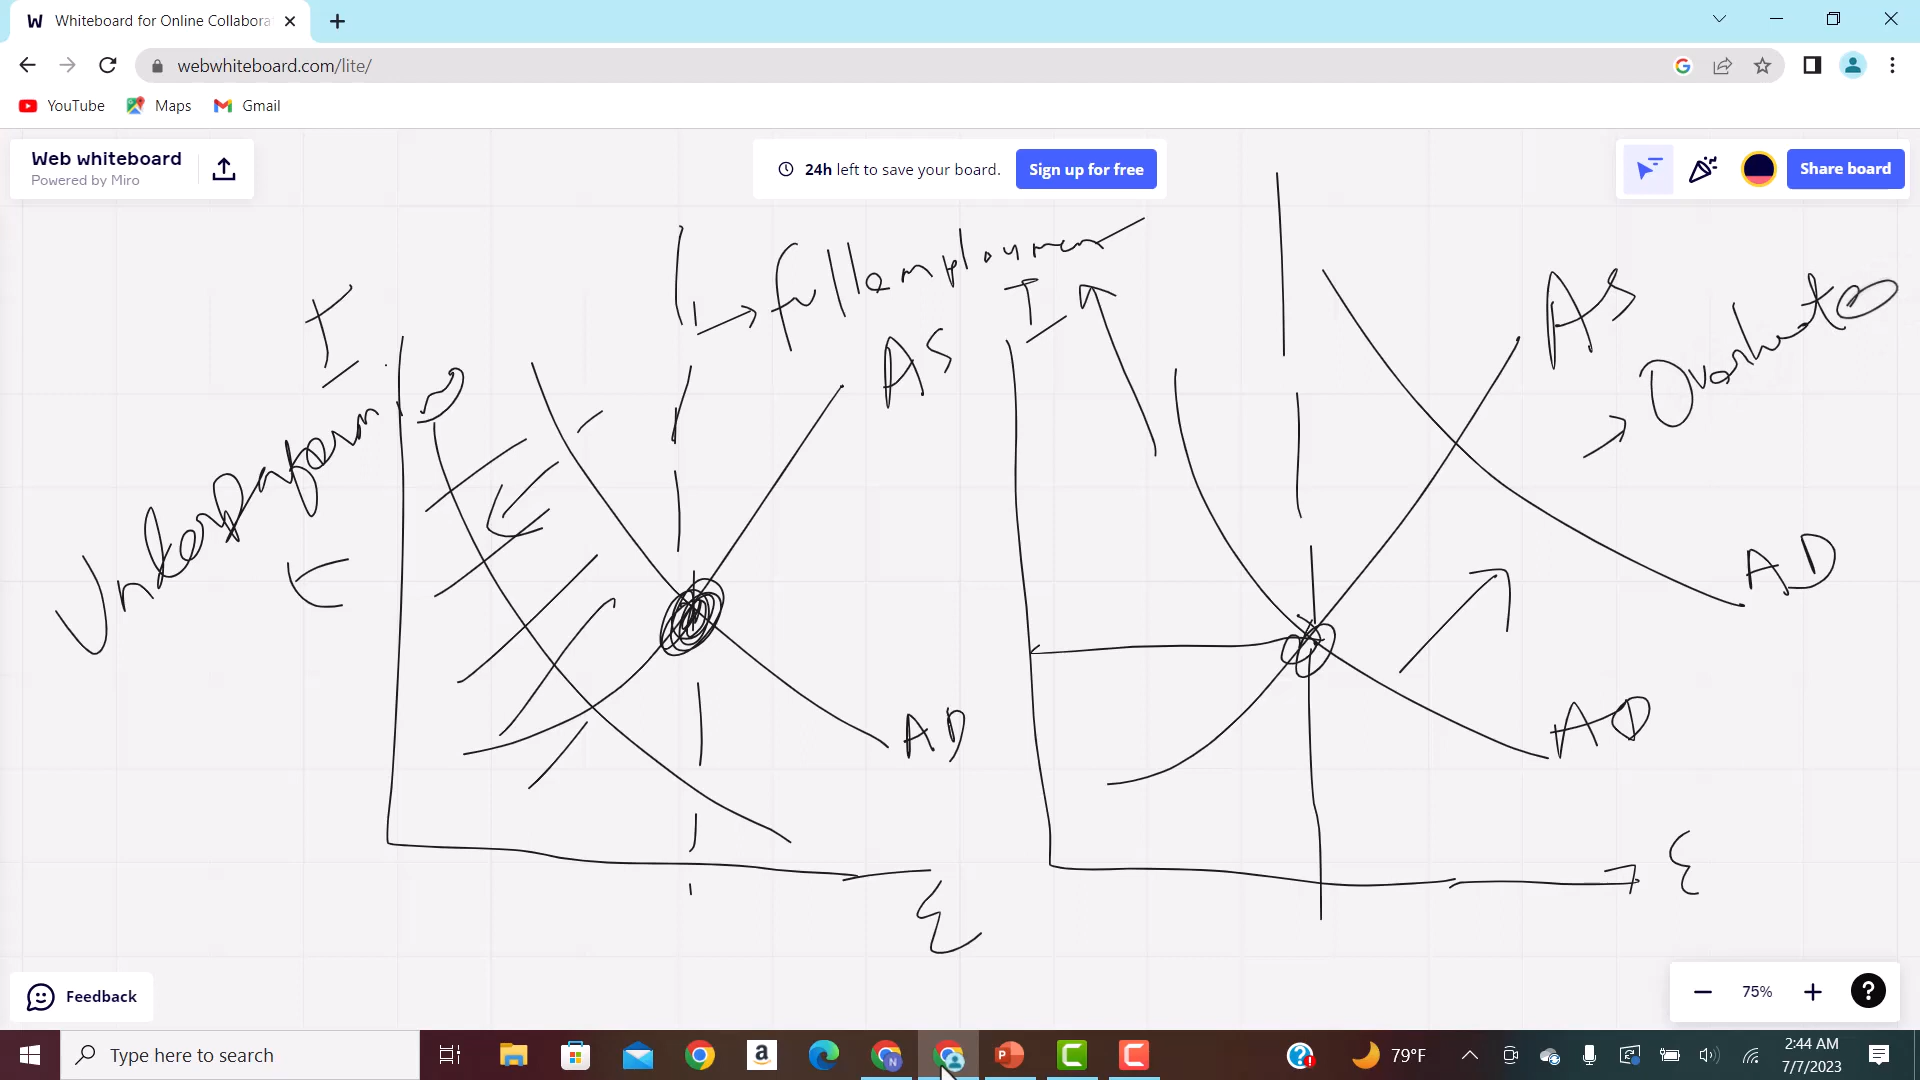 Whiteboard for Online Collabora
webwhiteboard.com/lite/
YouTube
Maps
Gmail
Web whiteboard
Powered by Miro
24h left to save your board.
Sign up for free
Share board
full employment
I
I
AS
AS
AD
AD
AD
Feedback
75%
Type here to search
79°F
2:44 AM
7/7/2023